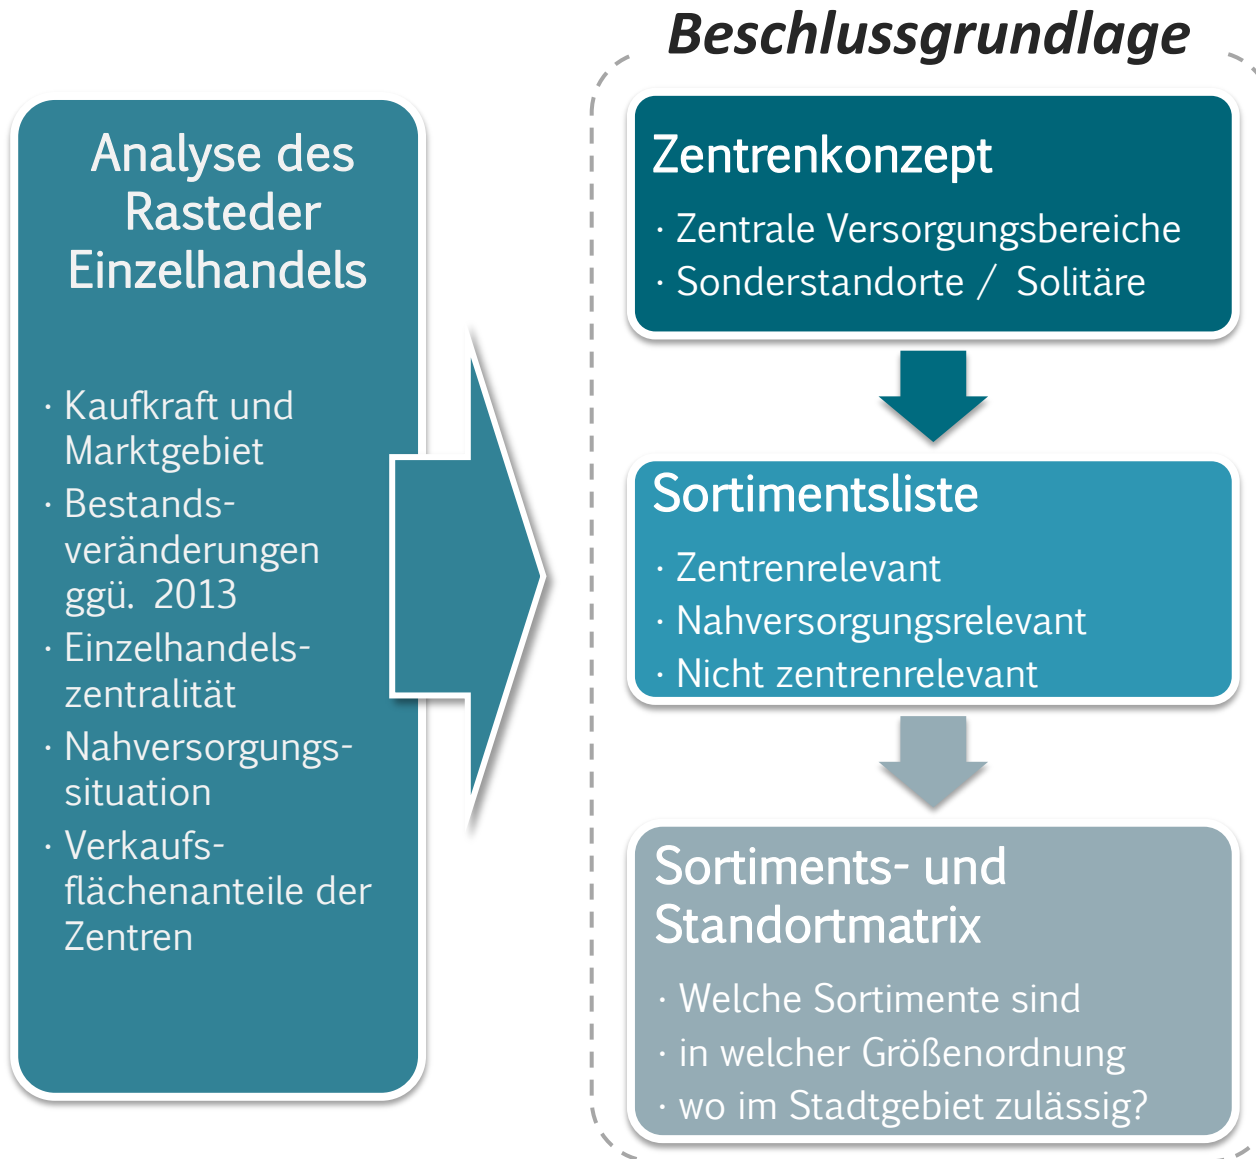 Beschlussgrundlage
Analyse des
Rasteder
Einzelhandels
· Kaufkraft und
Marktgebiet
· Bestands-
veränderungen
ggü. 2013
· Einzelhandels-
zentralität
· Nahversorgungs-
situation
· Verkaufs-
flächenanteile der
Zentren
Zentrenkonzept
· Zentrale Versorgungsbereiche
· Sonderstandorte / Solitäre
Sortimentsliste
· Zentrenrelevant
· Nahversorgungsrelevant
· Nicht zentrenrelevant
Sortiments- und
Standortmatrix
· Welche Sortimente sind
· in welcher Größenordnung
· wo im Stadtgebiet zulässig?